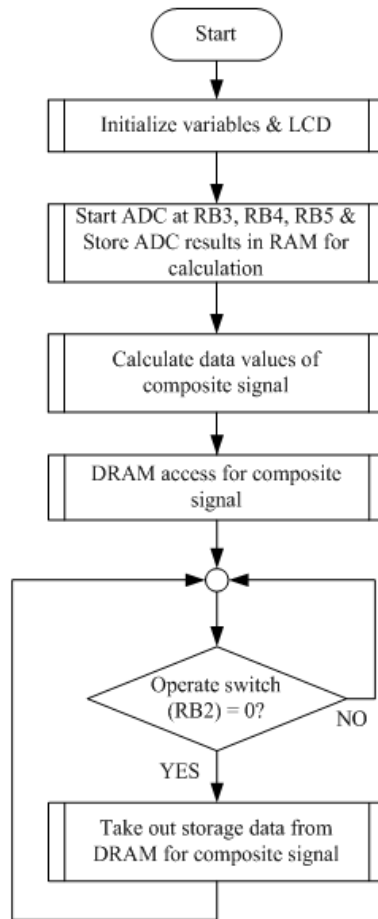 Start
Initialize variables & LCD
Start ADC at RB3, RB4, RB5 &
Store ADC results in RAM for
calculation
Calculate data values of
composite signal
DRAM access for composite
signal
Operate switch
(RB2) = 0?
NO
YES
Take out storage data from
DRAM for composite signal